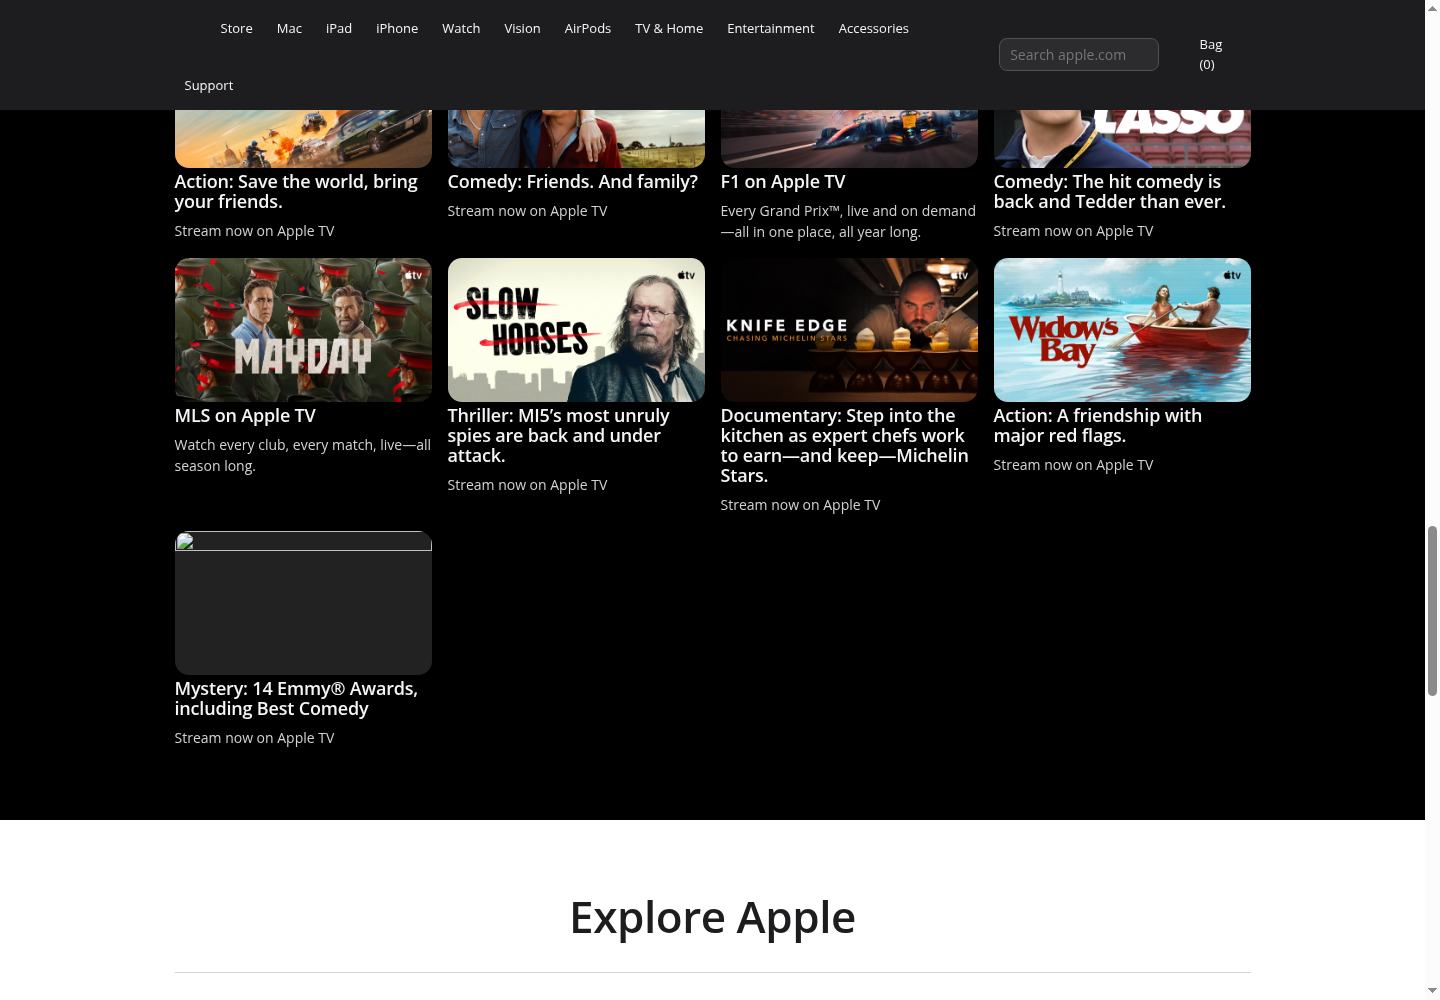 Store Mac iPad iPhone Watch Vision AirPods TV & Home Entertainment Accessories
Support
Search apple.com
Bag
(0)
LASSO
Action: Save the world, bring
your friends.
Stream now on Apple TV
Comedy: Friends. And family?
Stream now on Apple TV
F1 on Apple TV
Every Grand Prix™, live and on demand
—all in one place, all year long.
Comedy: The hit comedy is
back and Tedder than ever.
Stream now on Apple TV
tv
MAYDAY
MLS on Apple TV
Watch every club, every match, live—all
season long.
tv
SLOW
HORSES
Thriller: MI5’s most unruly
spies are back and under
attack.
Stream now on Apple TV
tv
KNIFE EDGE
CHASING MICHELIN STARS
Documentary: Step into the
kitchen as expert chefs work
to earn—and keep—Michelin
Stars.
Stream now on Apple TV
tv
Widow's
Bay
Action: A friendship with
major red flags.
Stream now on Apple TV
Mystery: 14 Emmy® Awards,
including Best Comedy
Stream now on Apple TV
Explore Apple